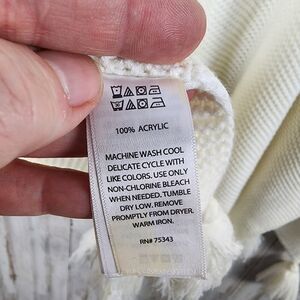 100% ACRYLIC
MACHINE WASH COOL
DELICATE CYCLE WITH
LIKE COLORS. USE ONLY
NON-CHLORINE BLEACH
WHEN NEEDED. TUMBLE
DRY LOW. REMOVE
PROMPTLY FROM DRYER.
WARM IRON.
RN# 75343